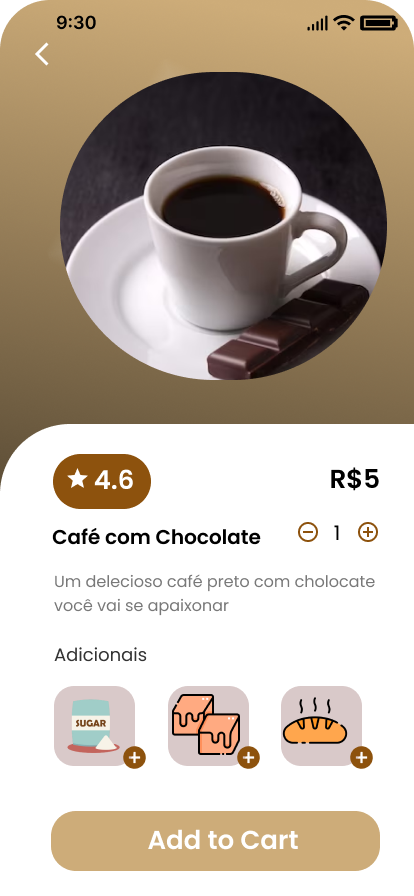 9:30
4.6
R$5
Café com Chocolate
1
Um delecioso café preto com cholocate
você vai se apaixonar
Adicionais
SUGAR
Add to Cart